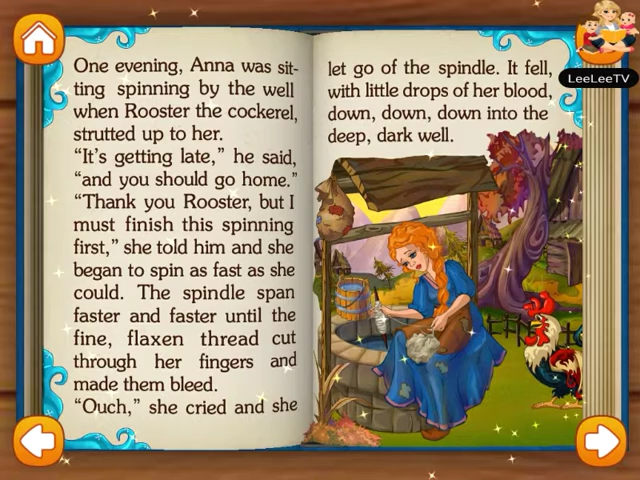 One evening, Anna was sit-
ting spinning by the well
when Rooster the cockerel,
strutted up to her.
“It’s getting late,” he said,
“and you should go home.”
“Thank you Rooster, but I
must finish this spinning
first,” she told him and she
began to spin as fast as she
could. The spindle span
faster and faster until the
fine, flaxen thread cut
through her fingers and
made them bleed.
“Ouch,” she cried and she
let go of the spindle. It fell,
with little drops of her blood,
down, down, down into the
deep, dark well.
LeeLeeTV